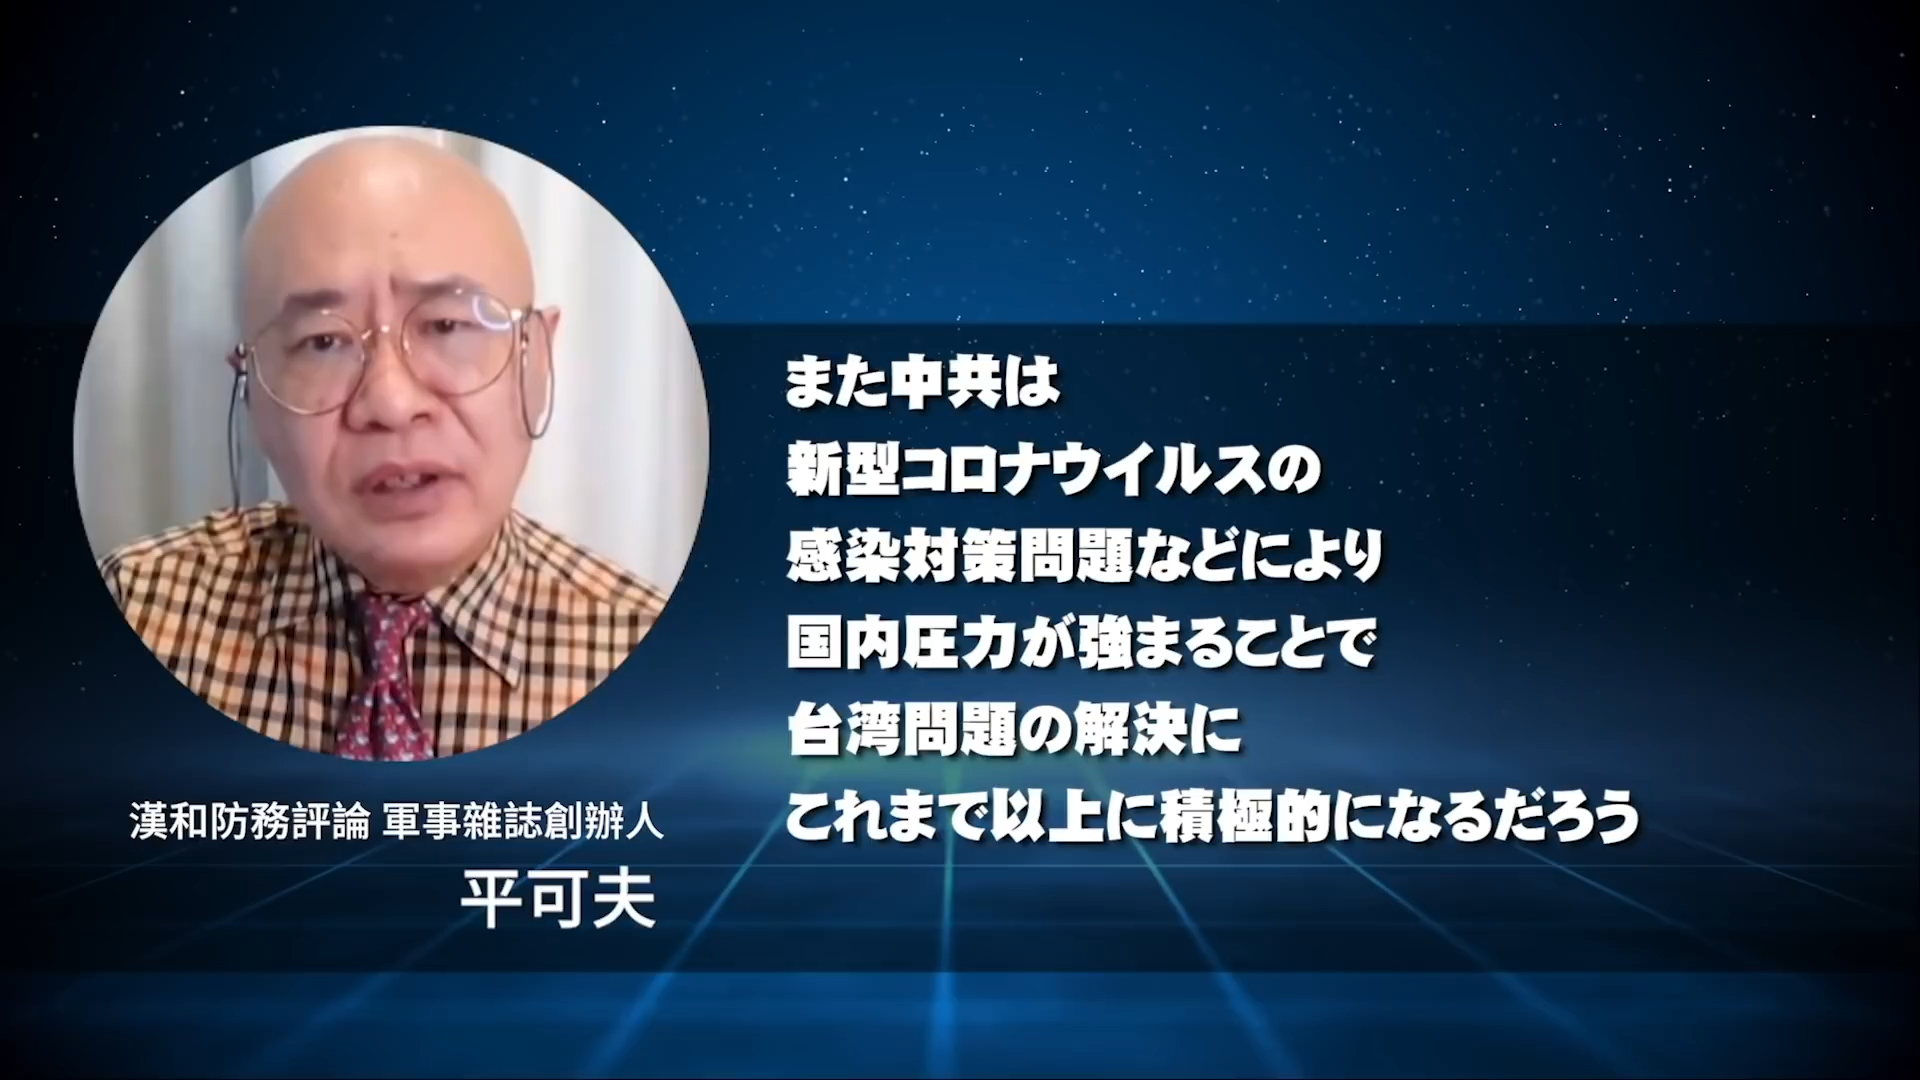 また中共は
新型コロナウイルスの
感染対策問題などにより
国内圧力が強まることで
台湾問題の解決に
これまで以上に積極的になるだろう
漢和防務評論 軍事雜誌創辦人
平可夫